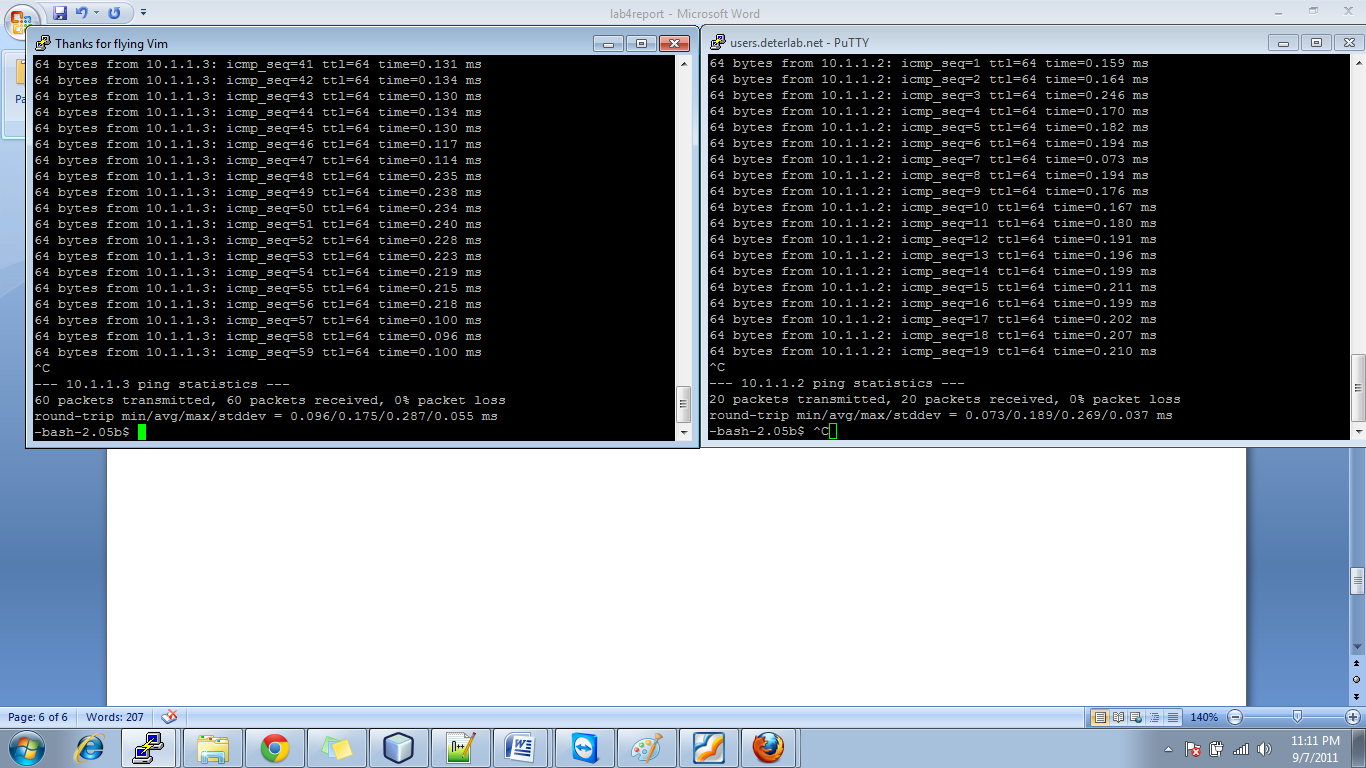 lab4report - Microsoft Word
Thanks for flying Vim
64 bytes from 10.1.1.3: icmp_seq=41 ttl=64 time=0.131 ms
64 bytes from 10.1.1.3: icmp_seq=42 ttl=64 time=0.134 ms
64 bytes from 10.1.1.3: icmp_seq=43 ttl=64 time=0.130 ms
64 bytes from 10.1.1.3: icmp_seq=44 ttl=64 time=0.134 ms
64 bytes from 10.1.1.3: icmp_seq=45 ttl=64 time=0.130 ms
64 bytes from 10.1.1.3: icmp_seq=46 ttl=64 time=0.117 ms
64 bytes from 10.1.1.3: icmp_seq=47 ttl=64 time=0.114 ms
64 bytes from 10.1.1.3: icmp_seq=48 ttl=64 time=0.235 ms
64 bytes from 10.1.1.3: icmp_seq=49 ttl=64 time=0.238 ms
64 bytes from 10.1.1.3: icmp_seq=50 ttl=64 time=0.234 ms
64 bytes from 10.1.1.3: icmp_seq=51 ttl=64 time=0.240 ms
64 bytes from 10.1.1.3: icmp_seq=52 ttl=64 time=0.228 ms
64 bytes from 10.1.1.3: icmp_seq=53 ttl=64 time=0.223 ms
64 bytes from 10.1.1.3: icmp_seq=54 ttl=64 time=0.219 ms
64 bytes from 10.1.1.3: icmp_seq=55 ttl=64 time=0.215 ms
64 bytes from 10.1.1.3: icmp_seq=56 ttl=64 time=0.218 ms
64 bytes from 10.1.1.3: icmp_seq=57 ttl=64 time=0.100 ms
64 bytes from 10.1.1.3: icmp_seq=58 ttl=64 time=0.096 ms
64 bytes from 10.1.1.3: icmp_seq=59 ttl=64 time=0.100 ms
^C
--- 10.1.1.3 ping statistics ---
60 packets transmitted, 60 packets received, 0% packet loss
round-trip min/avg/max/stddev = 0.096/0.175/0.287/0.055 ms
-bash-2.05b$
users.deterlab.net - PuTTY
64 bytes from 10.1.1.2: icmp_seq=1 ttl=64 time=0.159 ms
64 bytes from 10.1.1.2: icmp_seq=2 ttl=64 time=0.164 ms
64 bytes from 10.1.1.2: icmp_seq=3 ttl=64 time=0.246 ms
64 bytes from 10.1.1.2: icmp_seq=4 ttl=64 time=0.170 ms
64 bytes from 10.1.1.2: icmp_seq=5 ttl=64 time=0.182 ms
64 bytes from 10.1.1.2: icmp_seq=6 ttl=64 time=0.194 ms
64 bytes from 10.1.1.2: icmp_seq=7 ttl=64 time=0.073 ms
64 bytes from 10.1.1.2: icmp_seq=8 ttl=64 time=0.194 ms
64 bytes from 10.1.1.2: icmp_seq=9 ttl=64 time=0.176 ms
64 bytes from 10.1.1.2: icmp_seq=10 ttl=64 time=0.167 ms
64 bytes from 10.1.1.2: icmp_seq=11 ttl=64 time=0.180 ms
64 bytes from 10.1.1.2: icmp_seq=12 ttl=64 time=0.191 ms
64 bytes from 10.1.1.2: icmp_seq=13 ttl=64 time=0.196 ms
64 bytes from 10.1.1.2: icmp_seq=14 ttl=64 time=0.199 ms
64 bytes from 10.1.1.2: icmp_seq=15 ttl=64 time=0.211 ms
64 bytes from 10.1.1.2: icmp_seq=16 ttl=64 time=0.199 ms
64 bytes from 10.1.1.2: icmp_seq=17 ttl=64 time=0.202 ms
64 bytes from 10.1.1.2: icmp_seq=18 ttl=64 time=0.207 ms
64 bytes from 10.1.1.2: icmp_seq=19 ttl=64 time=0.210 ms
^C
--- 10.1.1.2 ping statistics ---
20 packets transmitted, 20 packets received, 0% packet loss
round-trip min/avg/max/stddev = 0.073/0.189/0.269/0.037 ms
-bash-2.05b$ ^C
Pa
Page: 6 of 6 Words: 207 140%
11:11 PM
9/7/2011